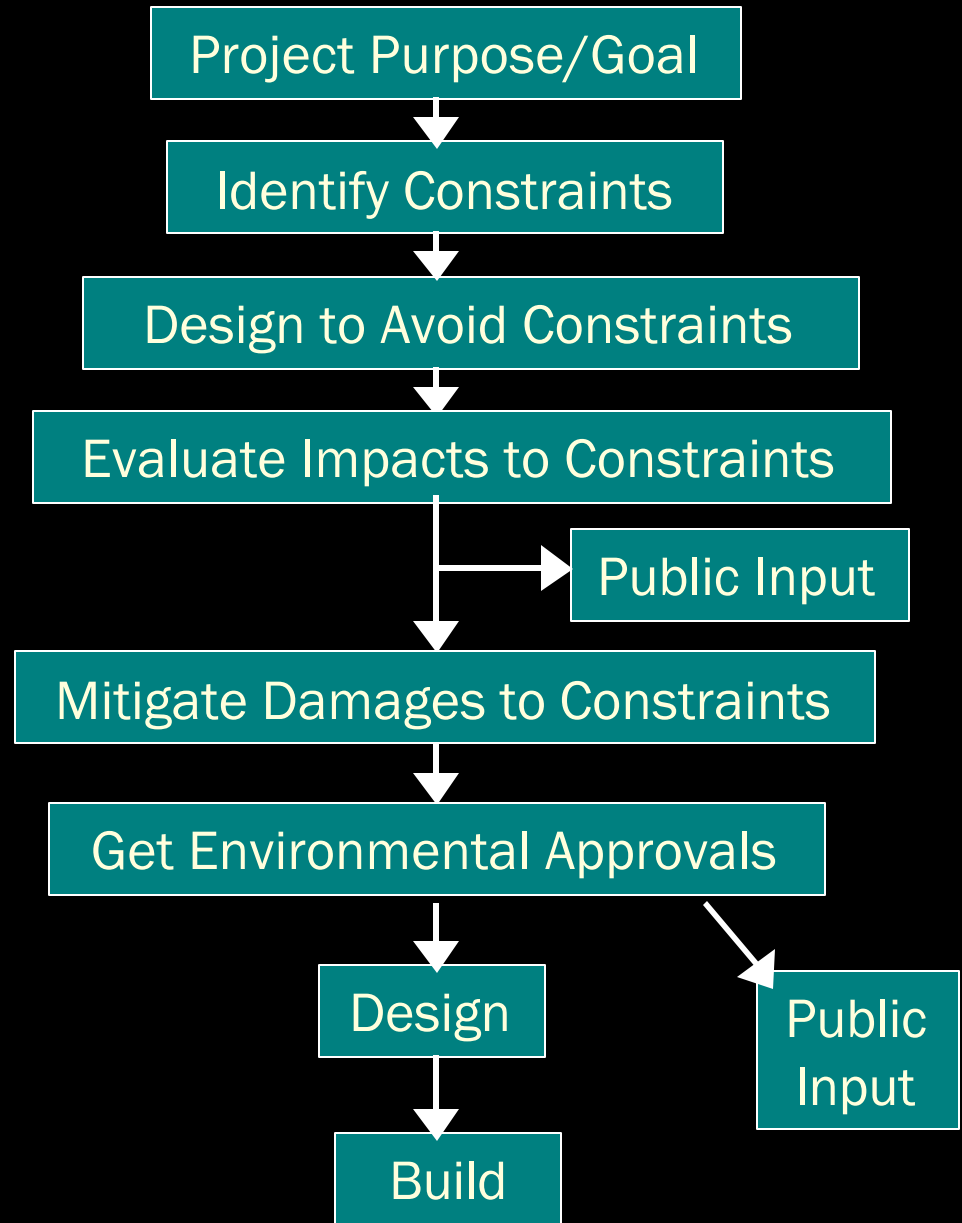 Project Purpose/Goal
Identify Constraints
Design to Avoid Constraints
Evaluate Impacts to Constraints
Public Input
Mitigate Damages to Constraints
Get Environmental Approvals
Design
Public
Input
Build